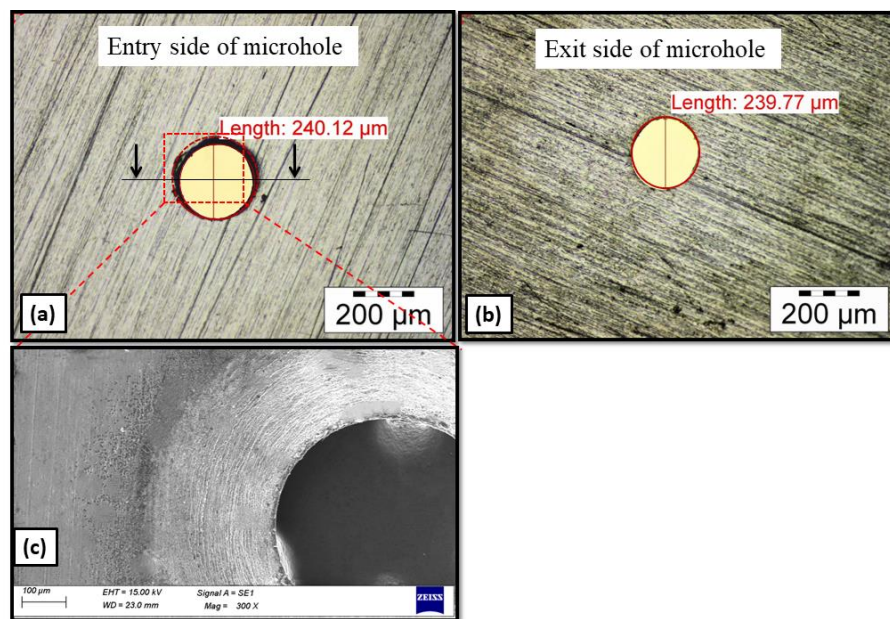 Entry side of microhole
Length: 240.12 µm
(a)
200 µm
Exit side of microhole
Length: 239.77 µm
(b)
200 µm
(c)
100 µm
EHT = 15.00 kV
Signal A = SE1
WD = 23.0 mm
Mag = 300 X
ZEISS